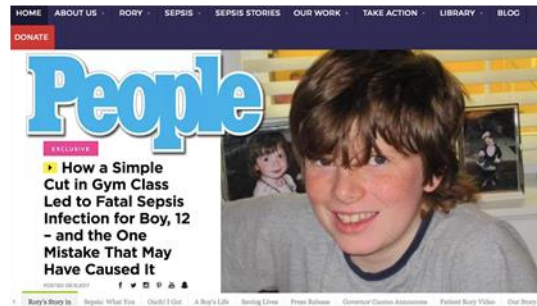 HOME ABOUT US RORY SEPSIS SEPSIS STORIES OUR WORK TAKE ACTION LIBRARY BLOG
DONATE
People
EXCLUSIVE
How a Simple
Cut in Gym Class
Led to Fatal Sepsis
Infection for Boy, 12
– and the One
Mistake That May
Have Caused It
Rory's Story in Sepsis: What You Ouch! I Got A Boy's Life Saving Lives Press Release Governor Cuomo Announces Patient Rory Video Our Story